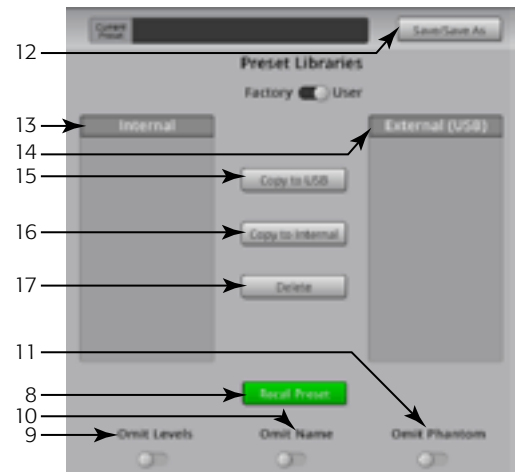 Current Preset
Save/Save As
12
Preset Libraries
Factory User
13
Internal
External (USB)
14
15
Copy to USB
16
Copy to Internal
17
Delete
11
8
Recall Preset
10
9
Omit Levels
Omit Name
Omit Phantom